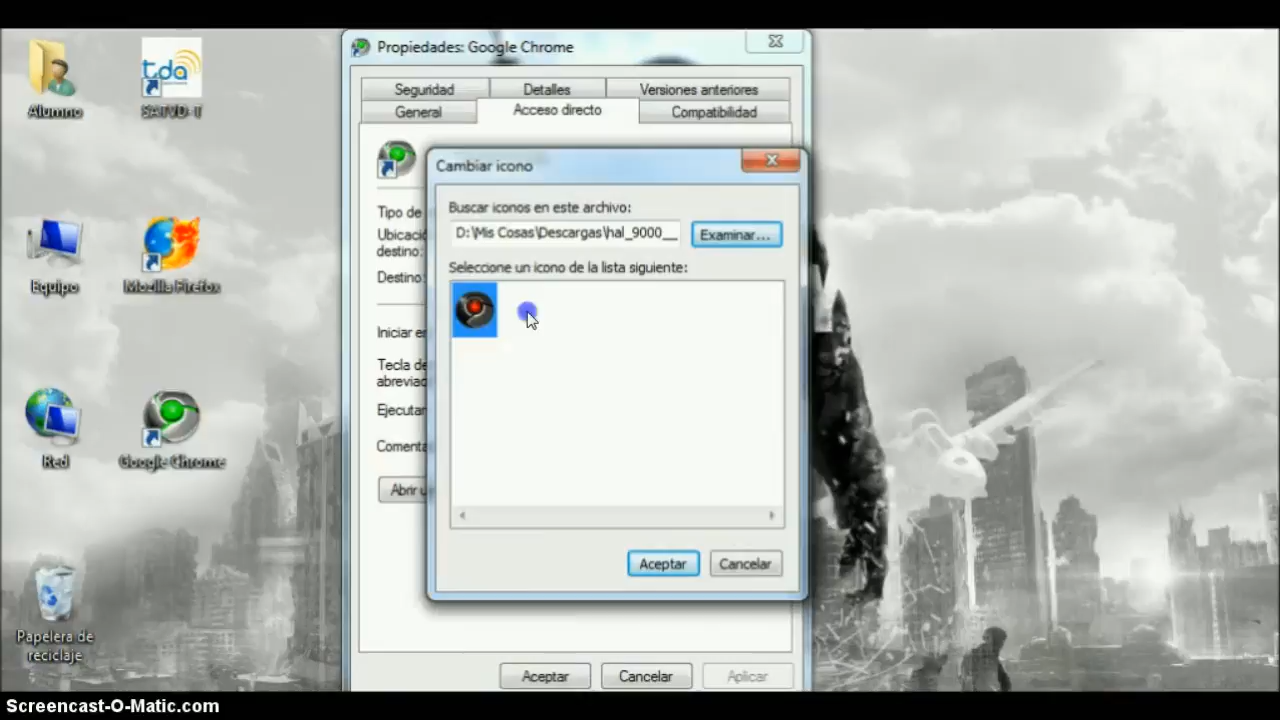 Alumno
tda
SATVD-T
Equipo
Mozilla Firefox
Red
Google Chrome
Papelera de
reciclaje
Propiedades: Google Chrome
Seguridad
Detalles
Versiones anteriores
General
Acceso directo
Compatibilidad
Tipo de
Ubicació
destino:
Destino:
Iniciar en
Tecla de
abreviac
Ejecutar
Comenta
Abrir u
Cambiar icono
Buscar iconos en este archivo:
D:\Mis Cosas\Descargas\hal_9000__
Examinar...
Seleccione un icono de la lista siguiente:
Aceptar
Cancelar
Aceptar
Cancelar
Aplicar
Screencast-O-Matic.com